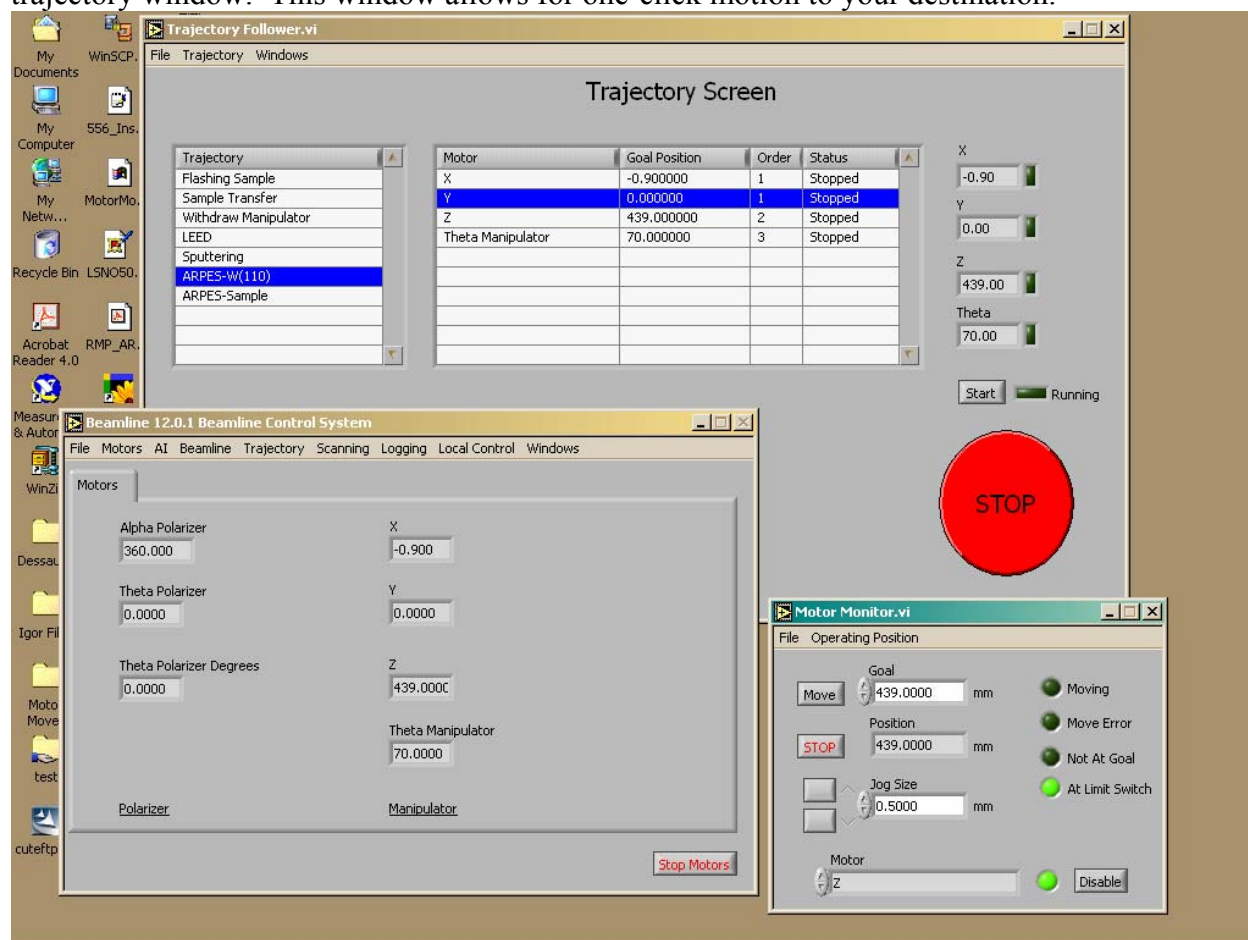 trajectory window. This window allows for one-click motion to your destination.
My Documents
WinSCP.
My Computer
556_Ins.
My Netw...
MotorMo.
Recycle Bin
LSNO50.
Acrobat Reader 4.0
RMP_AR.
Measur
& Autor
WinZi
Dessau
Igor Fil
Moto
Move
test
cuteftp
Trajectory Follower.vi
File Trajectory Windows
Trajectory Screen
Trajectory
Flashing Sample
Sample Transfer
Withdraw Manipulator
LEED
Sputtering
ARPES-W(110)
ARPES-Sample
Motor Goal Position Order Status
X -0.900000 1 Stopped
Y 0.000000 1 Stopped
Z 439.000000 2 Stopped
Theta Manipulator 70.000000 3 Stopped
X
-0.90
Y
0.00
Z
439.00
Theta
70.00
Start Running
STOP
Beamline 12.0.1 Beamline Control System
File Motors AI Beamline Trajectory Scanning Logging Local Control Windows
Motors
Alpha Polarizer
360.000
Theta Polarizer
0.0000
Theta Polarizer Degrees
0.0000
Polarizer
X
-0.900
Y
0.0000
Z
439.000
Theta Manipulator
70.0000
Manipulator
Stop Motors
Motor Monitor.vi
File Operating Position
Goal
Move 439.0000 mm
Position
STOP 439.0000 mm
Jog Size
0.5000 mm
Moving
Move Error
Not At Goal
At Limit Switch
Motor
Z
Disable